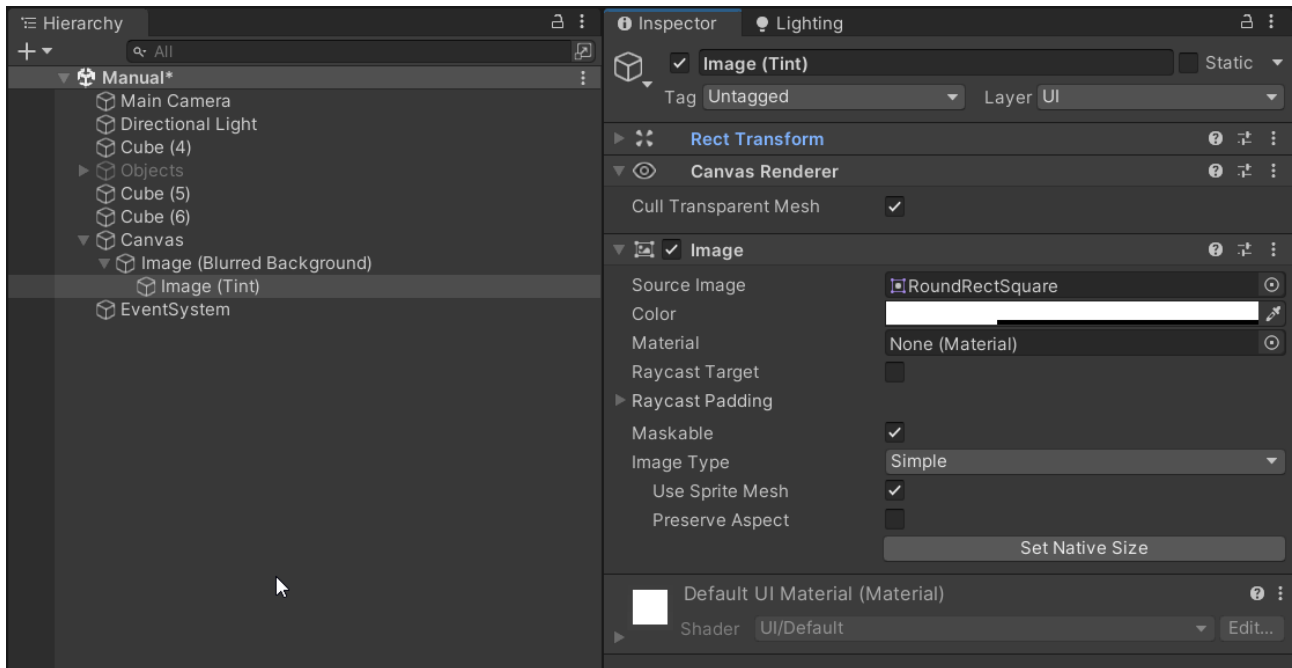 Hierarchy
All
Manual*
Main Camera
Directional Light
Cube (4)
Objects
Cube (5)
Cube (6)
Canvas
Image (Blurred Background)
Image (Tint)
EventSystem
Inspector
Lighting
Image (Tint)
Static
Tag Untagged
Layer UI
Rect Transform
Canvas Renderer
Cull Transparent Mesh
Image
Source Image RoundRectSquare
Color
Material None (Material)
Raycast Target
Raycast Padding
Maskable
Image Type Simple
Use Sprite Mesh
Preserve Aspect
Set Native Size
Default UI Material (Material)
Shader UI/Default Edit...